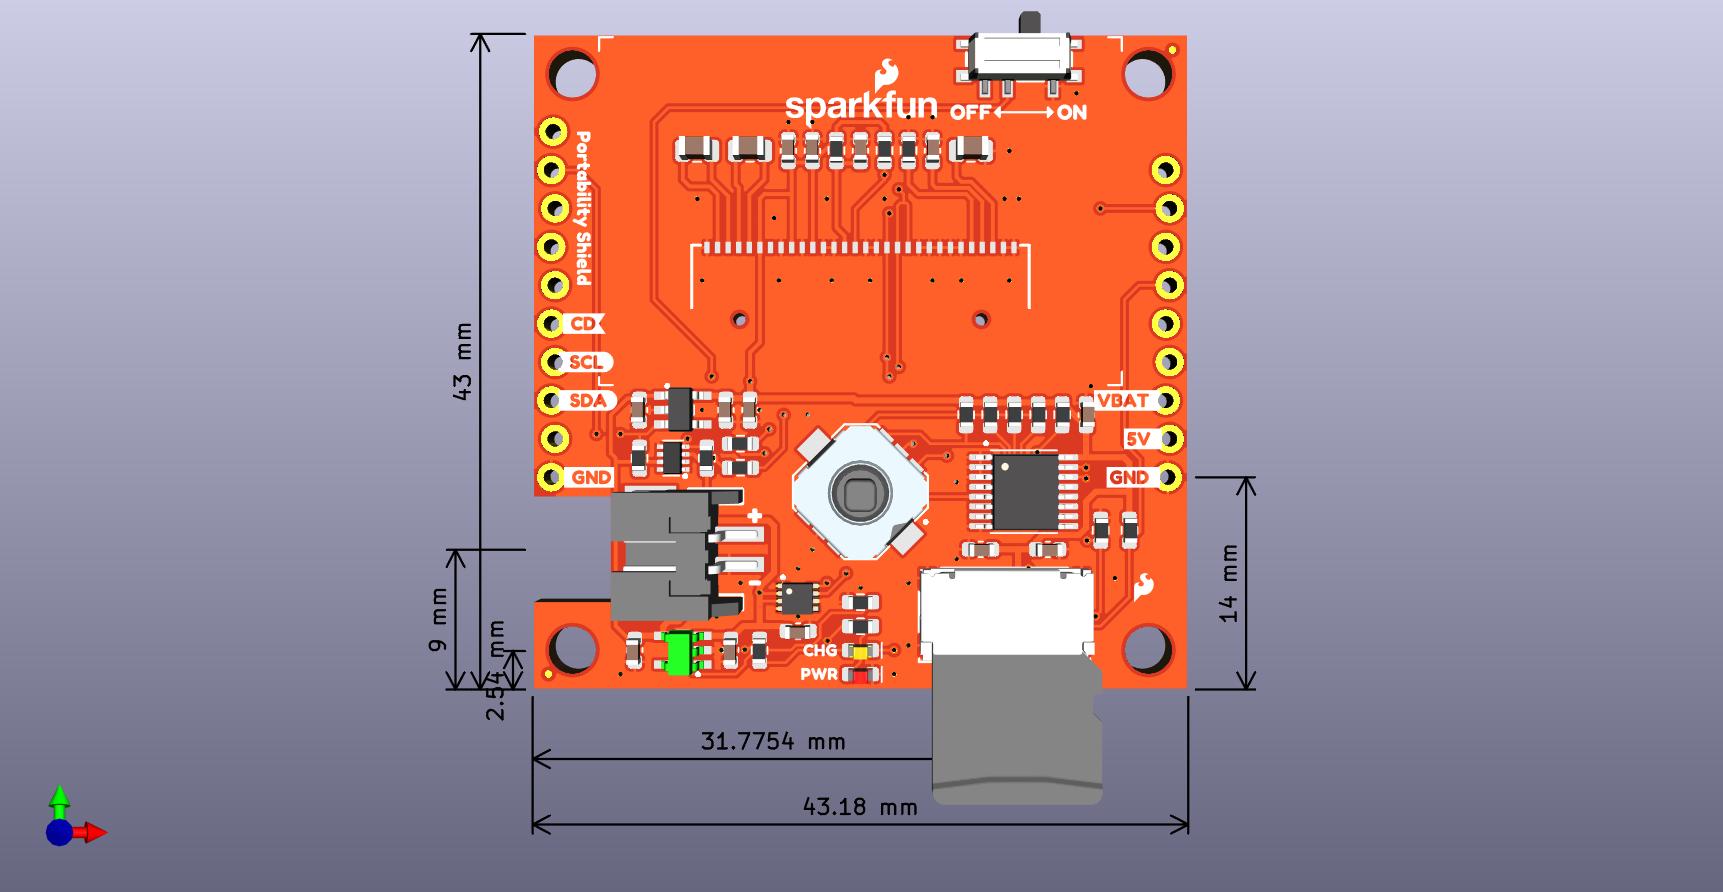 sparkfun
OFF ON
Portability Shield
CD
SCL
SDA
GND
VBAT
5V
GND
+
-
CHG
PWR
43 mm
9 mm
2.54 mm
14 mm
31.7754 mm
43.18 mm